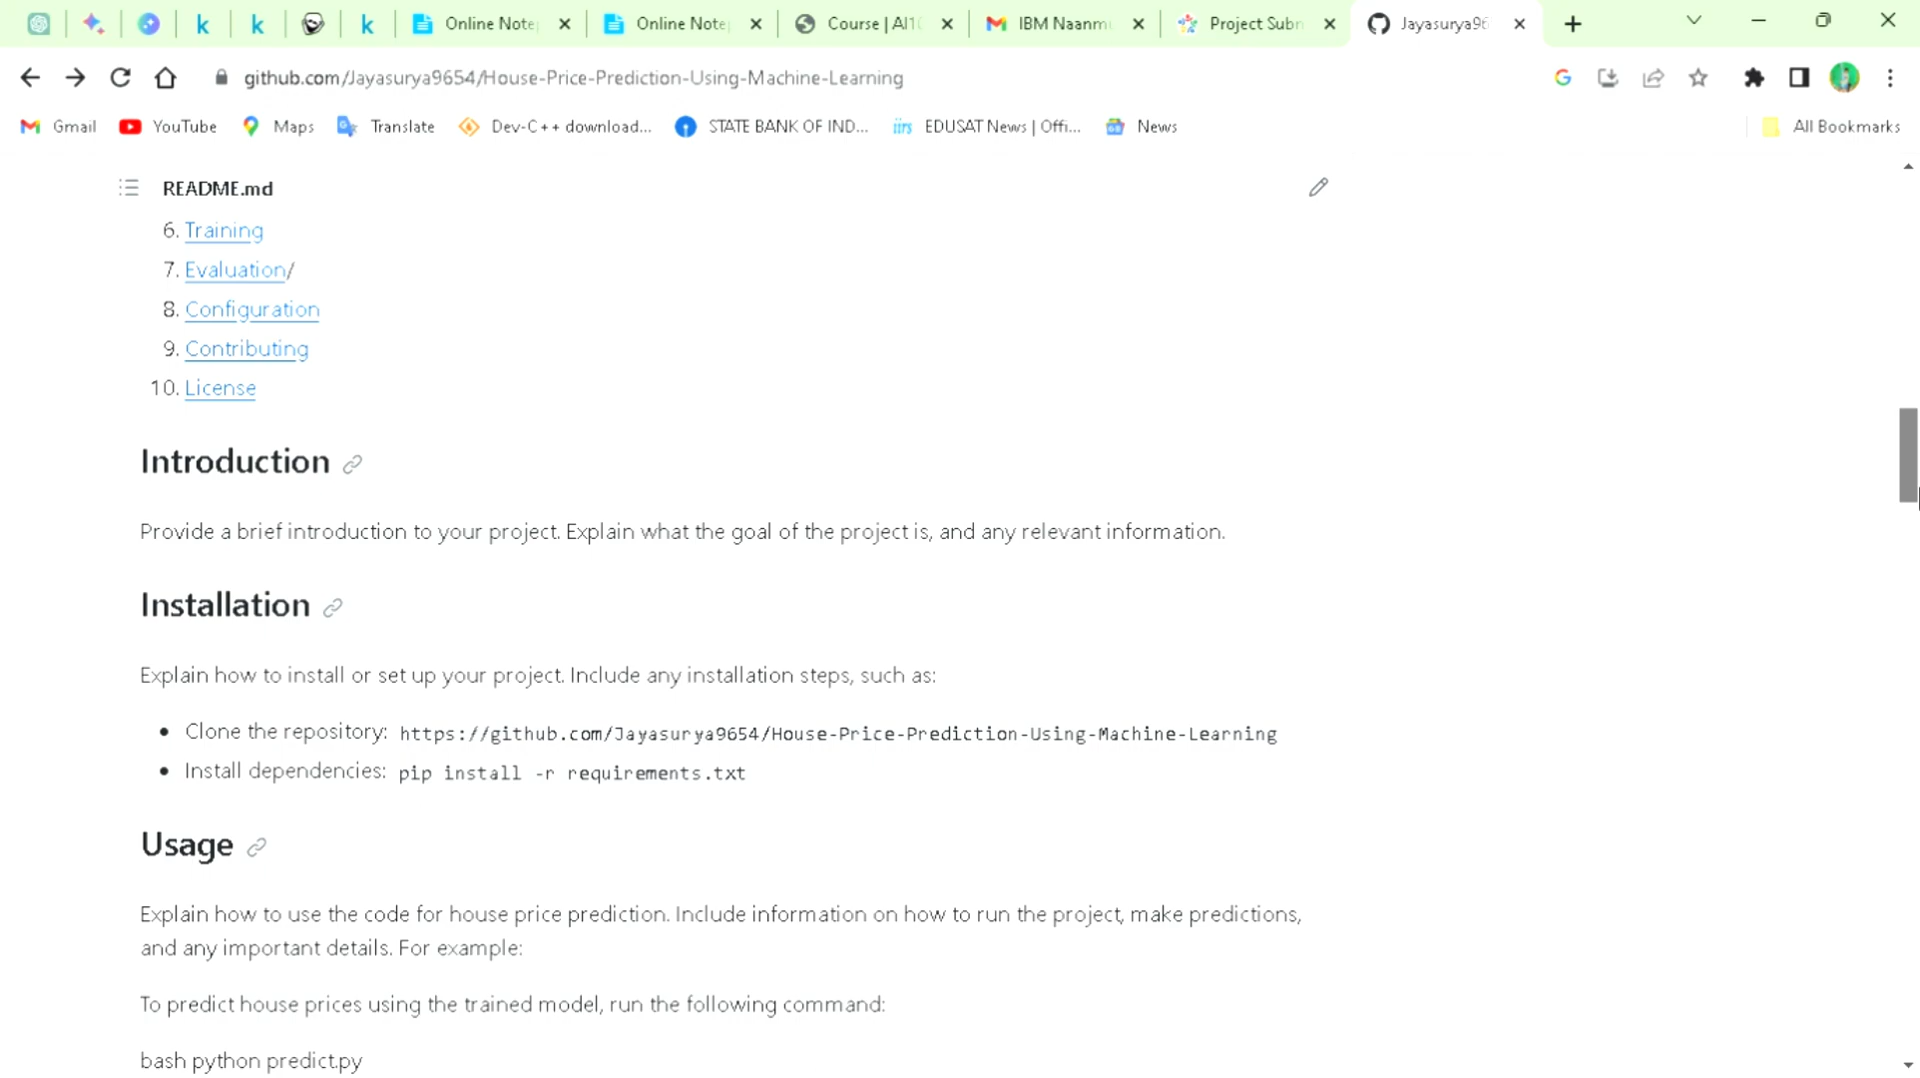 Online Note
Online Note
Course | AI1
IBM Naanm
Project Subm
Jayasurya96
github.com/Jayasurya9654/House-Price-Prediction-Using-Machine-Learning
Gmail
YouTube
Maps
Translate
Dev-C++ download...
STATE BANK OF IND...
EDUSAT News | Offi...
News
All Bookmarks
README.md
6. Training
7. Evaluation/
8. Configuration
9. Contributing
10. License
Introduction
Provide a brief introduction to your project. Explain what the goal of the project is, and any relevant information.
Installation
Explain how to install or set up your project. Include any installation steps, such as:
• Clone the repository: https://github.com/Jayasurya9654/House-Price-Prediction-Using-Machine-Learning
• Install dependencies: pip install -r requirements.txt
Usage
Explain how to use the code for house price prediction. Include information on how to run the project, make predictions,
and any important details. For example:
To predict house prices using the trained model, run the following command:
bash python predict.py